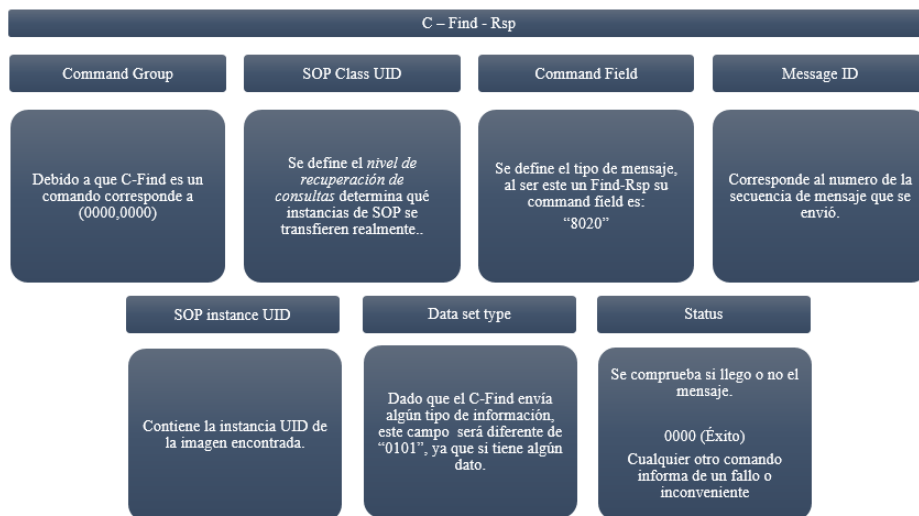 C – Find - Rsp
Command Group
SOP Class UID
Command Field
Message ID
Debido a que C-Find es un
comando corresponde a
(0000,0000)
Se define el nivel de
recuperación de
consultas determina qué
instancias de SOP se
transfieren realmente..
Se define el tipo de mensaje,
al ser este un Find-Rsp su
command field es:
“8020”
Corresponde al numero de la
secuencia de mensaje que se
envió.
SOP instance UID
Data set type
Status
Contiene la instancia UID de
la imagen encontrada.
Dado que el C-Find envía
algún tipo de información,
este campo será diferente de
“0101”, ya que si tiene algún
dato.
Se comprueba si llego o no el
mensaje.
0000 (Éxito)
Cualquier otro comando
informa de un fallo o
inconveniente